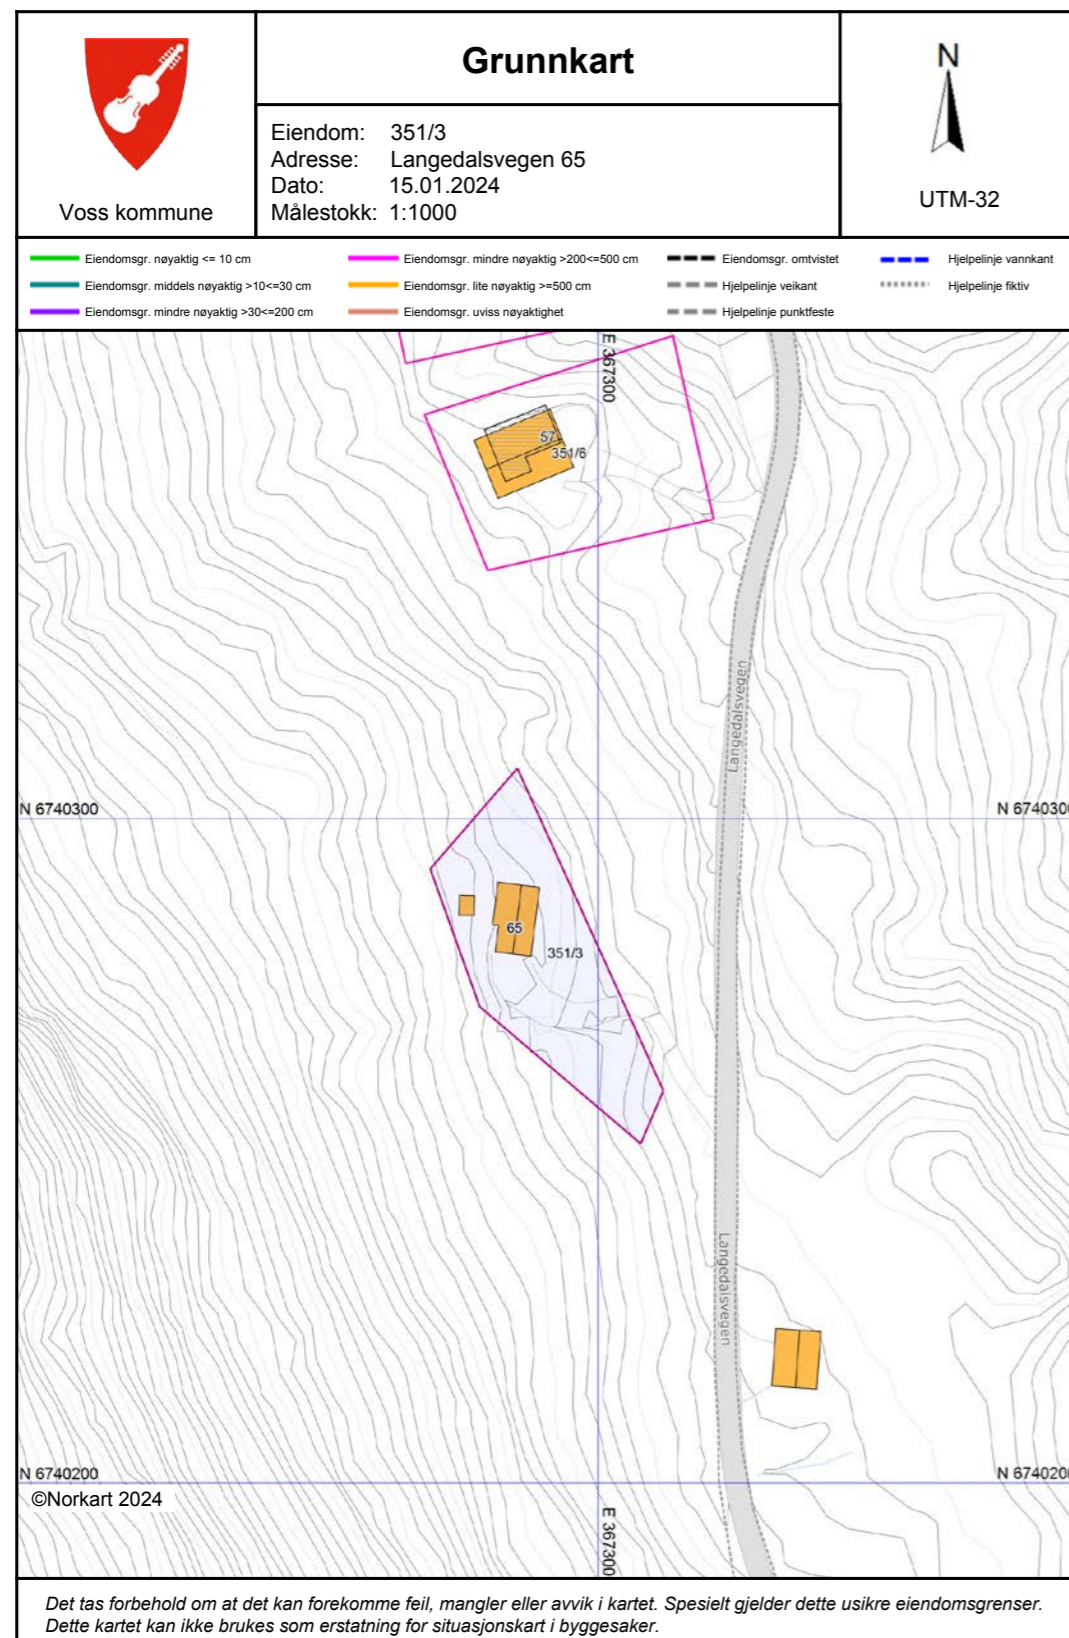 Grunnkart
Voss kommune
Eiendom: 351/3
Adresse: Langedalsvegen 65
Dato: 15.01.2024
Målestokk: 1:1000
N
UTM-32
Eiendomsgr. nøyaktig <= 10 cm
Eiendomsgr. middels nøyaktig >10<=30 cm
Eiendomsgr. mindre nøyaktig >30<=200 cm
Eiendomsgr. mindre nøyaktig >200<=500 cm
Eiendomsgr. lite nøyaktig >=500 cm
Eiendomsgr. uviss nøyaktighet
Eiendomsgr. omtvistet
Hjelpelinje veikant
Hjelpelinje punktfeste
Hjelpelinje vannkant
Hjelpelinje fiktiv
E 367300
57
351/6
Langedalsvegen
N 6740300
N 6740300
65
351/3
Langedalsvegen
N 6740200
N 6740200
©Norkart 2024
E 367300
Det tas forbehold om at det kan forekomme feil, mangler eller avvik i kartet. Spesielt gjelder dette usikre eiendomsgrenser.
Dette kartet kan ikke brukes som erstatning for situasjonskart i byggesaker.